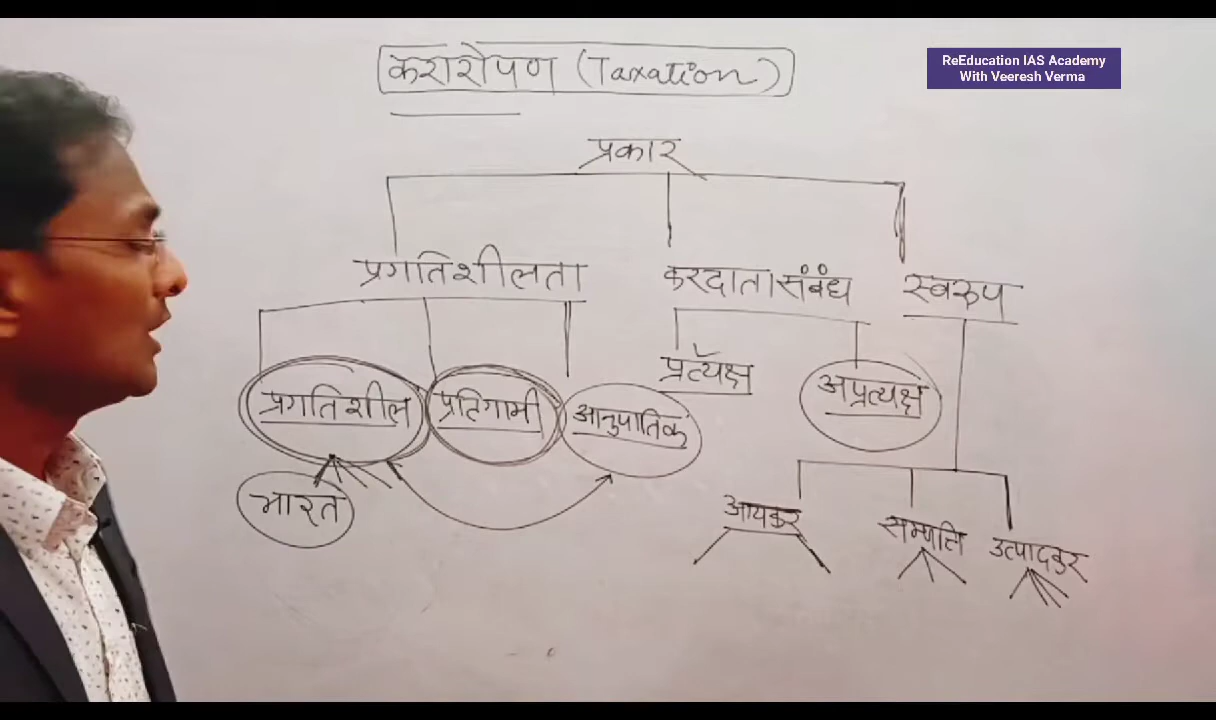 करारोपण (Taxation)
ReEducation IAS Academy
With Veeresh Verma
प्रकार
प्रगतिशीलता
करदाता संबंध
स्वरूप
प्रगतिशील
प्रतिगामी
आनुपातिक
प्रत्यक्ष
अप्रत्यक्ष
भारत
आयकर
सम्पति
उत्पादकर